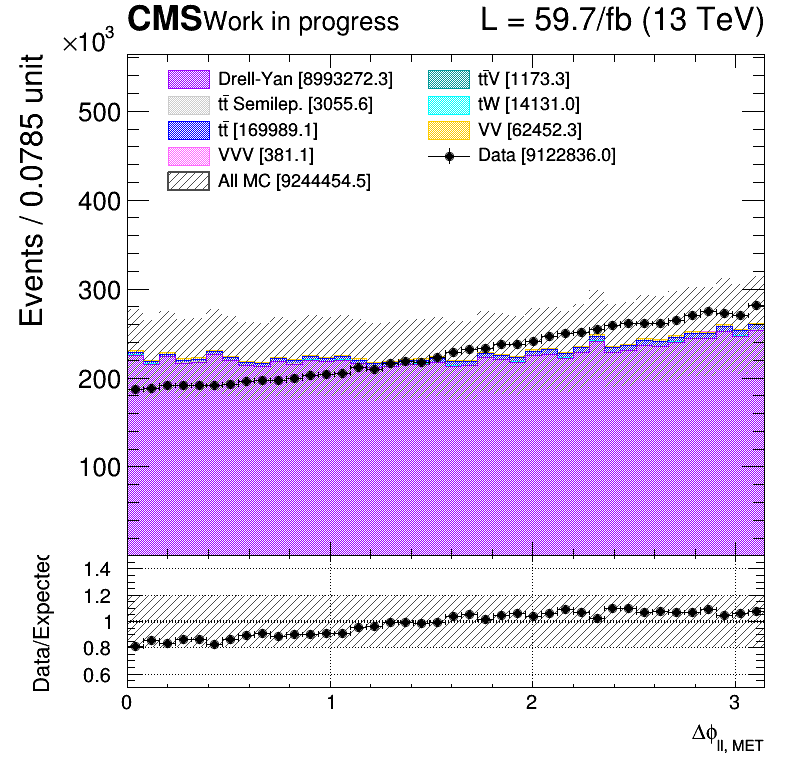 CMS Work in progress L = 59.7/fb (13 TeV)
×10³
Events / 0.0785 unit
Drell-Yan [8993272.3]
tt̄ Semilep. [3055.6]
tt̄ [169989.1]
VVV [381.1]
All MC [9244454.5]
tt̄V [1173.3]
tW [14131.0]
VV [62452.3]
Data [9122836.0]
500
400
300
200
100
Data/Expected
1.4
1.2
1
0.8
0.6
0 1 2 3
Δϕll, MET